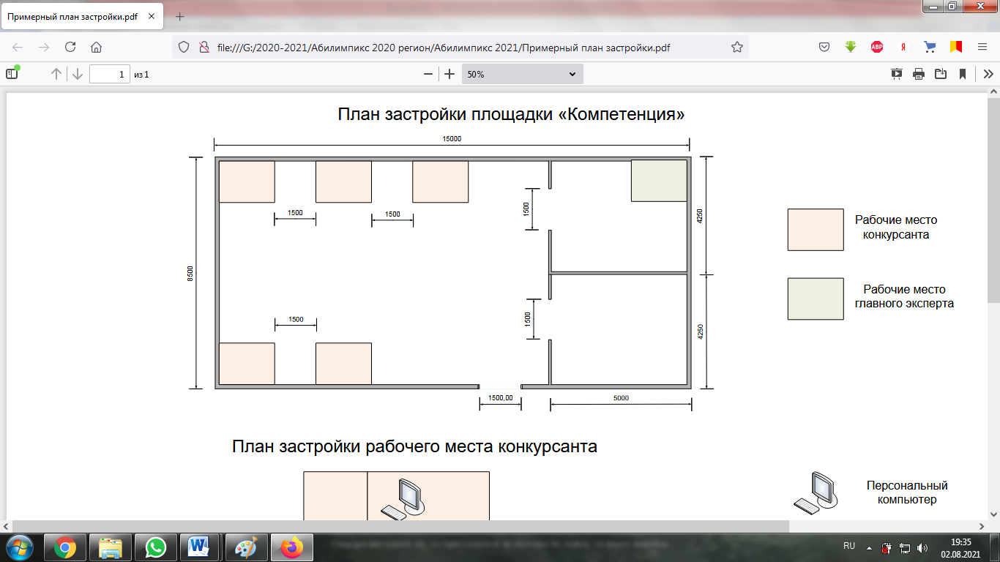 Примерный план застройки.pdf
file:///G:/2020-2021/Абилимпикс 2020 регион/Абилимпикс 2021/Примерный план застройки.pdf
ABP
Я
1
из 1
50%
План застройки площадки «Компетенция»
15000
1500
1500
1500
4250
8500
1500
1500
4250
1500,00
5000
Рабочие место
конкурсанта
Рабочие место
главного эксперта
План застройки рабочего места конкурсанта
Персональный
компьютер
RU
19:35
02.08.2021